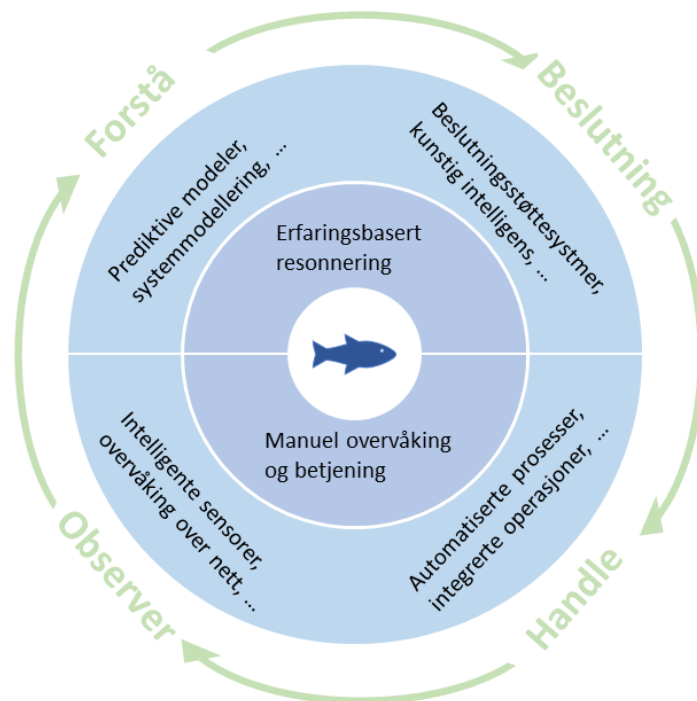 Forstå
Beslutning
Prediktive modeler,
systemmodellering, ...
Beslutningsstøttesystmer,
kunstig intelligens, ...
Erfaringsbasert
resonnering
Manuel overvåking
og betjening
Intelligente sensorer,
overvåking over nett, ...
Automatiserte prosesser,
integrerte operasjoner, ...
Observer
Handle